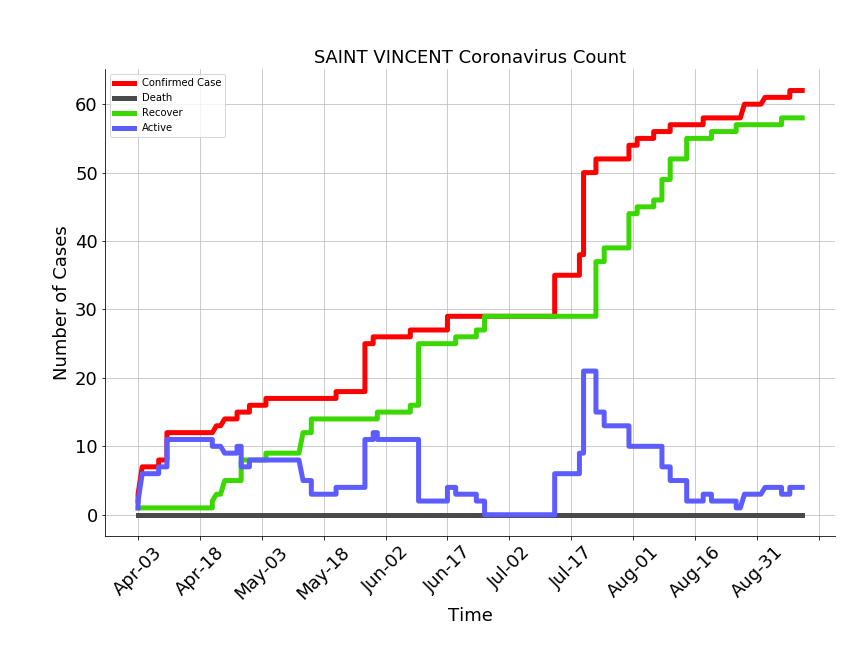 SAINT VINCENT Coronavirus Count
Confirmed Case
Death
Recover
Active
Number of Cases
60
50
40
30
20
10
0
Apr-03
Apr-18
May-03
May-18
Jun-02
Jun-17
Jul-02
Jul-17
Aug-01
Aug-16
Aug-31
Time